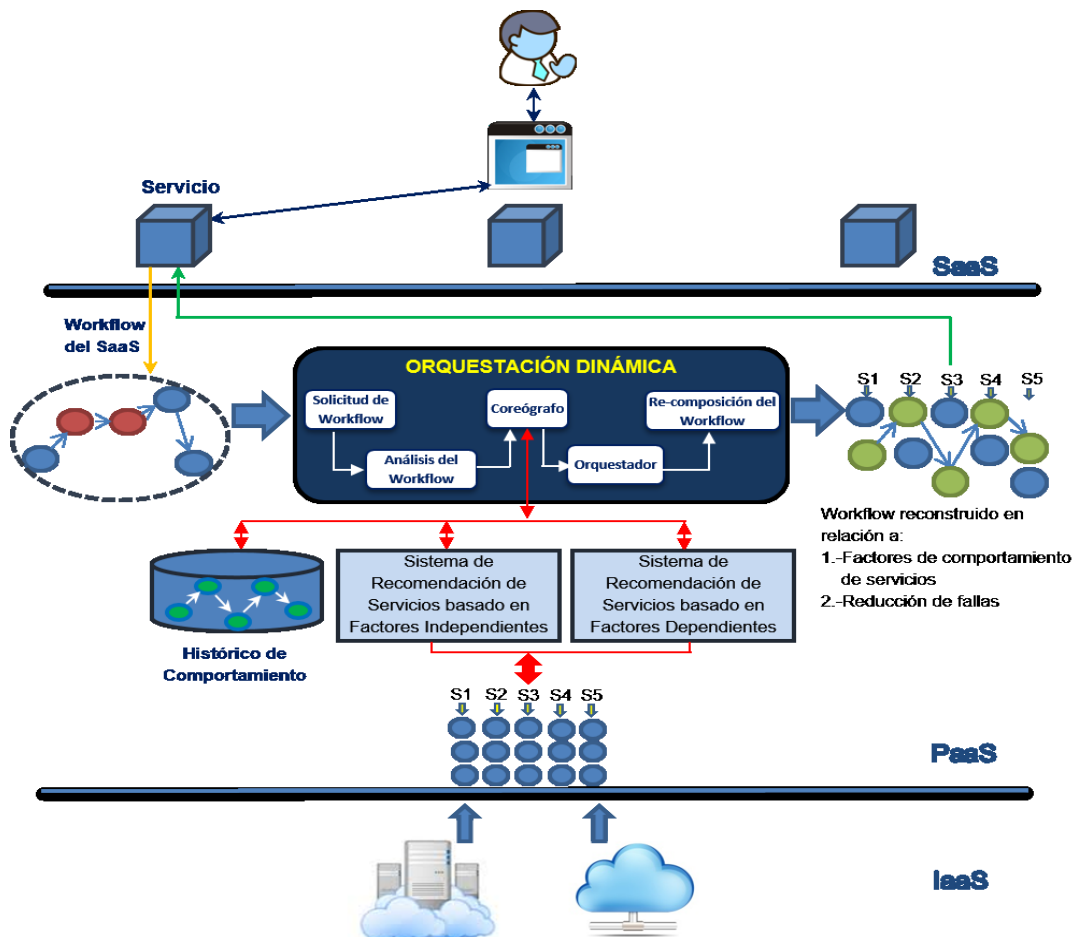 Servicio
SaaS
Workflow
del SaaS
ORQUESTACIÓN DINÁMICA
Solicitud de
Workflow
Análisis del
Workflow
Coreógrafo
Orquestador
Re-composición del
Workflow
S1 S2 S3 S4 S5
Workflow reconstruido en
relación a:
1.-Factores de comportamiento
de servicios
2.-Reducción de fallas
Histórico de
Comportamiento
Sistema de
Recomendación de
Servicios basado en
Factores Independientes
Sistema de
Recomendación de
Servicios basado en
Factores Dependientes
S1 S2 S3 S4 S5
PaaS
IaaS